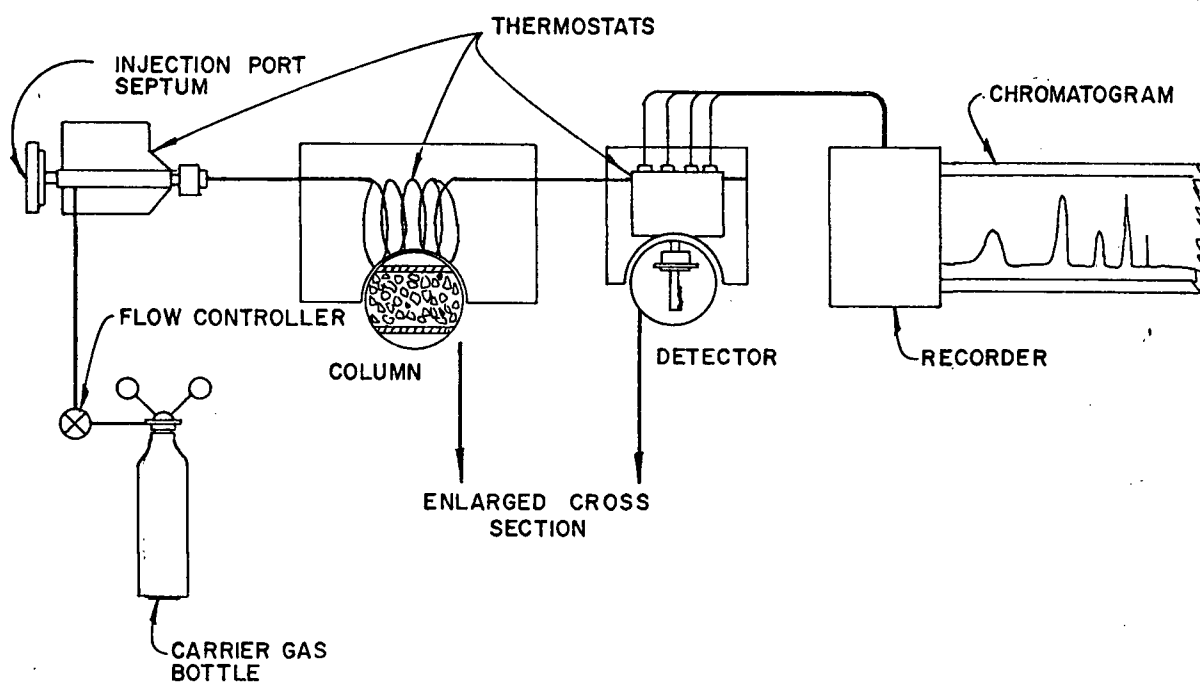 THERMOSTATS
INJECTION PORT
SEPTUM
CHROMATOGRAM
FLOW CONTROLLER
COLUMN
DETECTOR
RECORDER
ENLARGED CROSS
SECTION
CARRIER GAS
BOTTLE